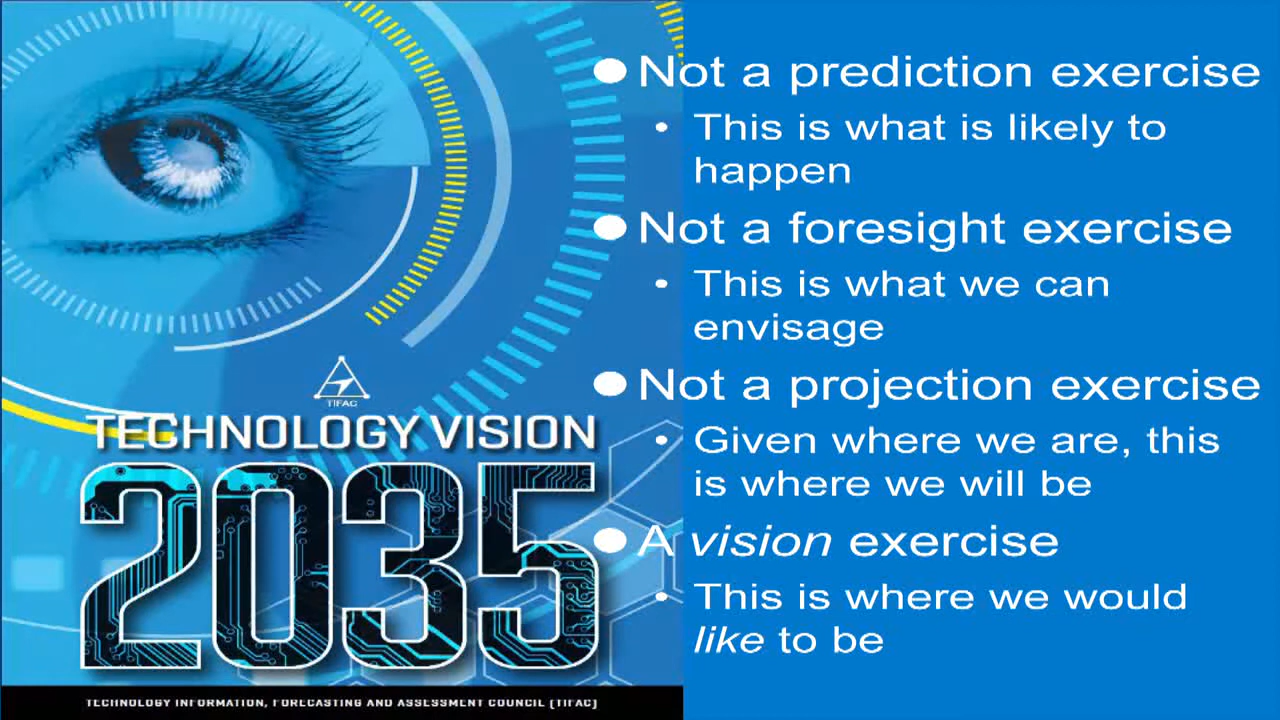 TIFAC
TECHNOLOGY VISION
2035
TECHNOLOGY INFORMATION, FORECASTING AND ASSESSMENT COUNCIL (TIFAC)
● Not a prediction exercise
• This is what is likely to
happen
● Not a foresight exercise
• This is what we can
envisage
● Not a projection exercise
• Given where we are, this
is where we will be
● A vision exercise
• This is where we would
like to be